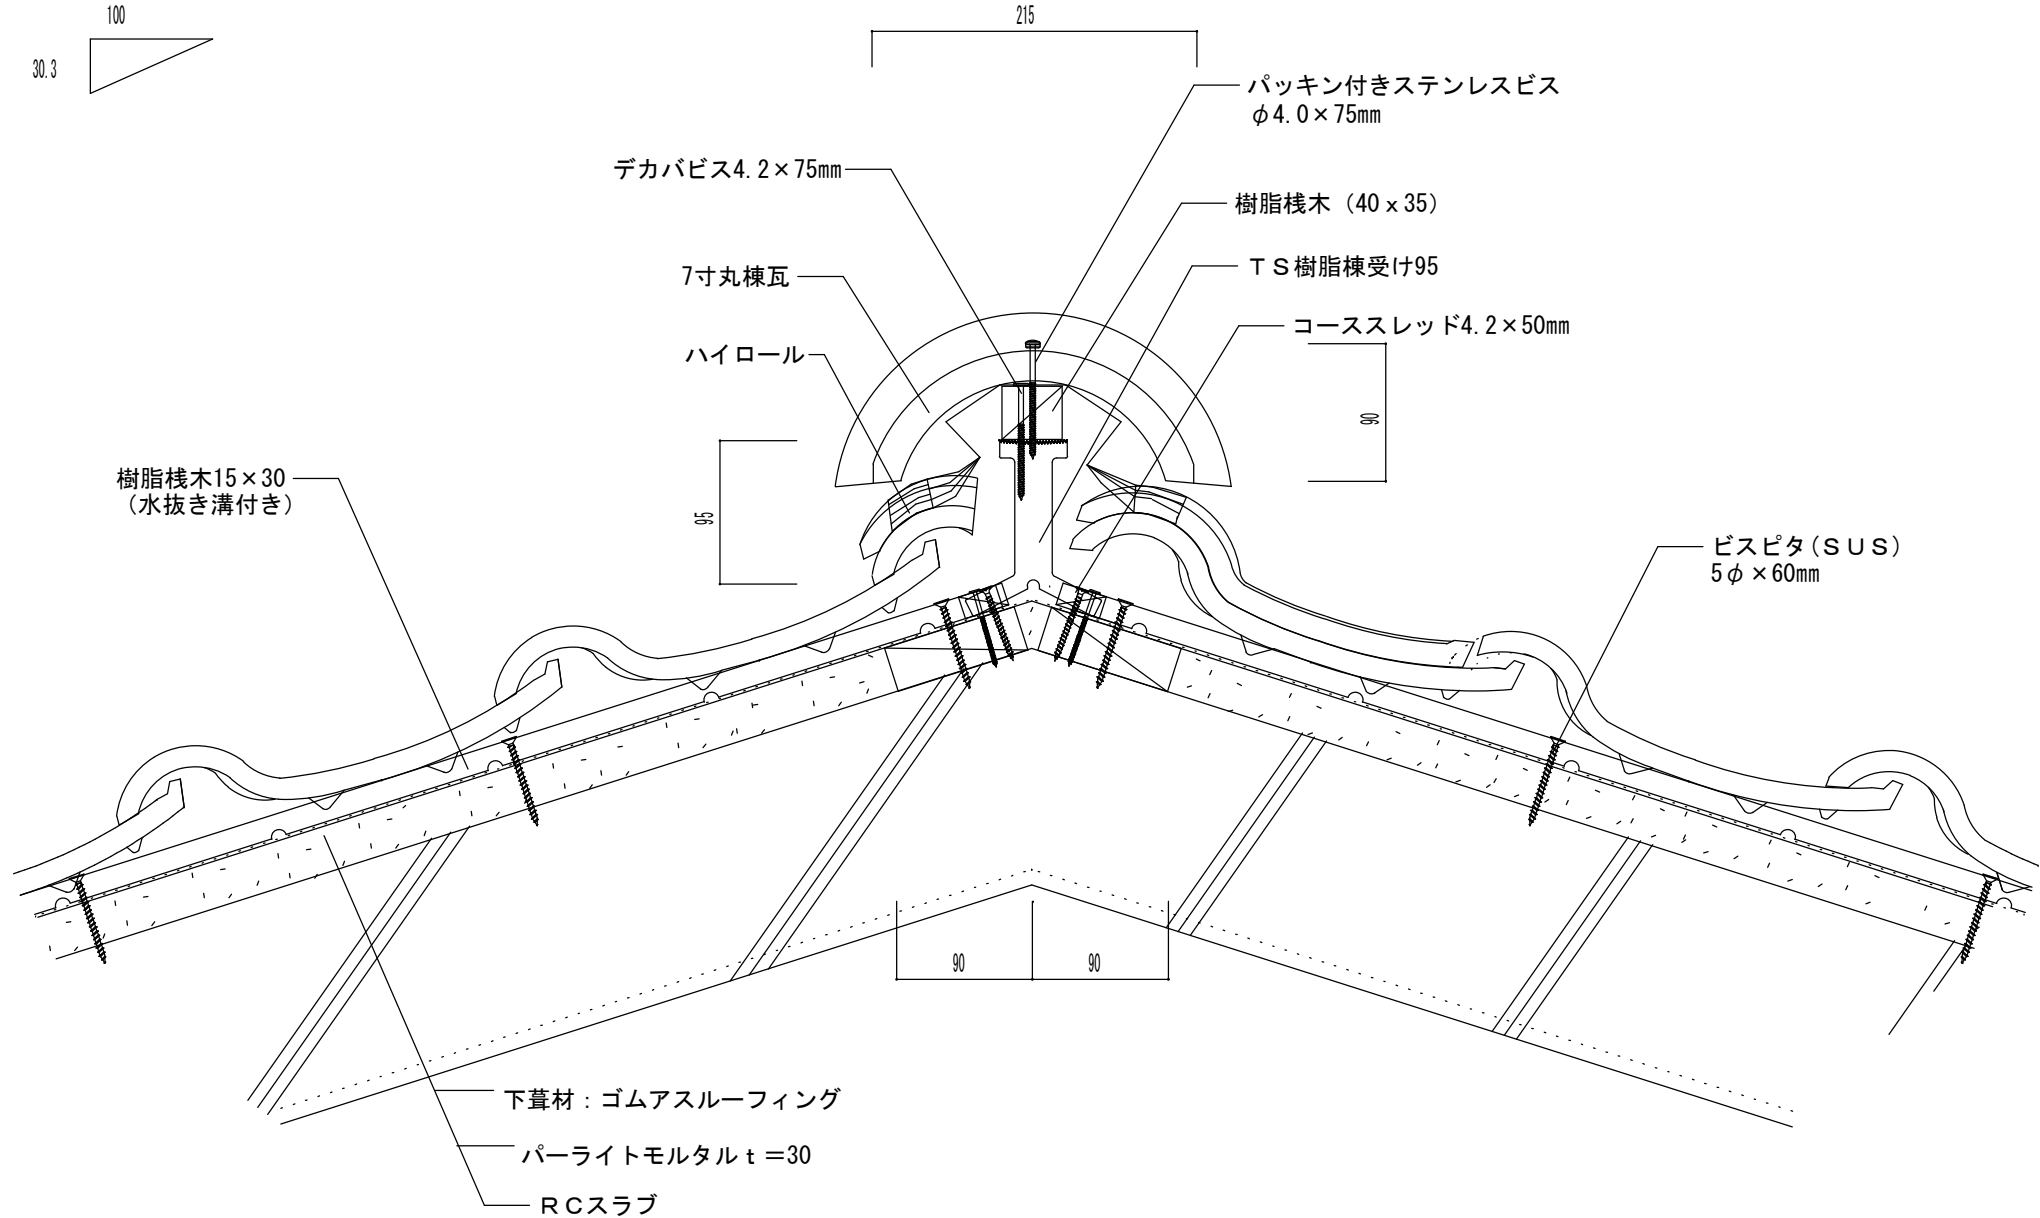 100
30.3
215
パッキン付きステンレスビス
φ4.0×75mm
デカバビス4.2×75mm
樹脂桟木（40ｘ35）
ＴＳ樹脂棟受け95
7寸丸棟瓦
コーススレッド4.2×50mm
ハイロール
90
樹脂桟木15×30
（水抜き溝付き）
95
ビスピタ(ＳＵＳ)
5φ×60mm
90
90
下葺材：ゴムアスルーフィング
パーライトモルタルｔ＝30
ＲＣスラブ